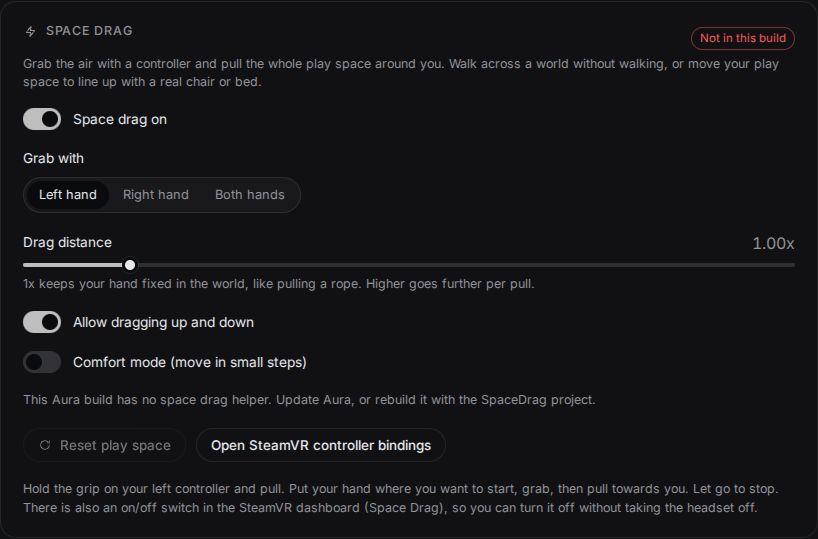 SPACE DRAG
Not in this build
Grab the air with a controller and pull the whole play space around you. Walk across a world without walking, or move your play
space to line up with a real chair or bed.
Space drag on
Grab with
Left hand
Right hand
Both hands
Drag distance
1.00x
1x keeps your hand fixed in the world, like pulling a rope. Higher goes further per pull.
Allow dragging up and down
Comfort mode (move in small steps)
This Aura build has no space drag helper. Update Aura, or rebuild it with the SpaceDrag project.
Reset play space
Open SteamVR controller bindings
Hold the grip on your left controller and pull. Put your hand where you want to start, grab, then pull towards you. Let go to stop.
There is also an on/off switch in the SteamVR dashboard (Space Drag), so you can turn it off without taking the headset off.